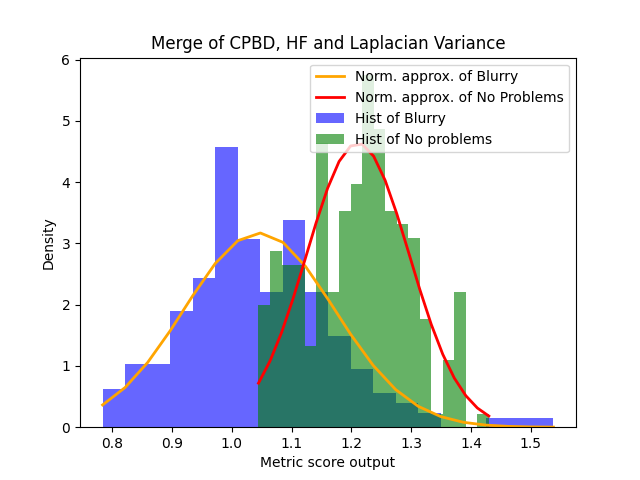 Merge of CPBD, HF and Laplacian Variance
Norm. approx. of Blurry
Norm. approx. of No Problems
Hist of Blurry
Hist of No problems
Density
6
5
4
3
2
1
0
0.8 0.9 1.0 1.1 1.2 1.3 1.4 1.5
Metric score output